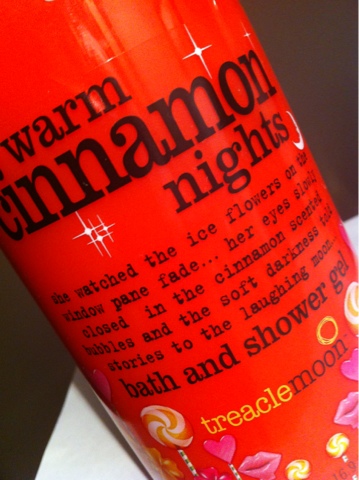 warm
cinnamon
nights
she watched the ice flowers on the
window pane fade... her eyes slowly
closed in the cinnamon scented
bubbles and the soft darkness told
stories to the laughing moon...
bath and shower gel
treaclemoon